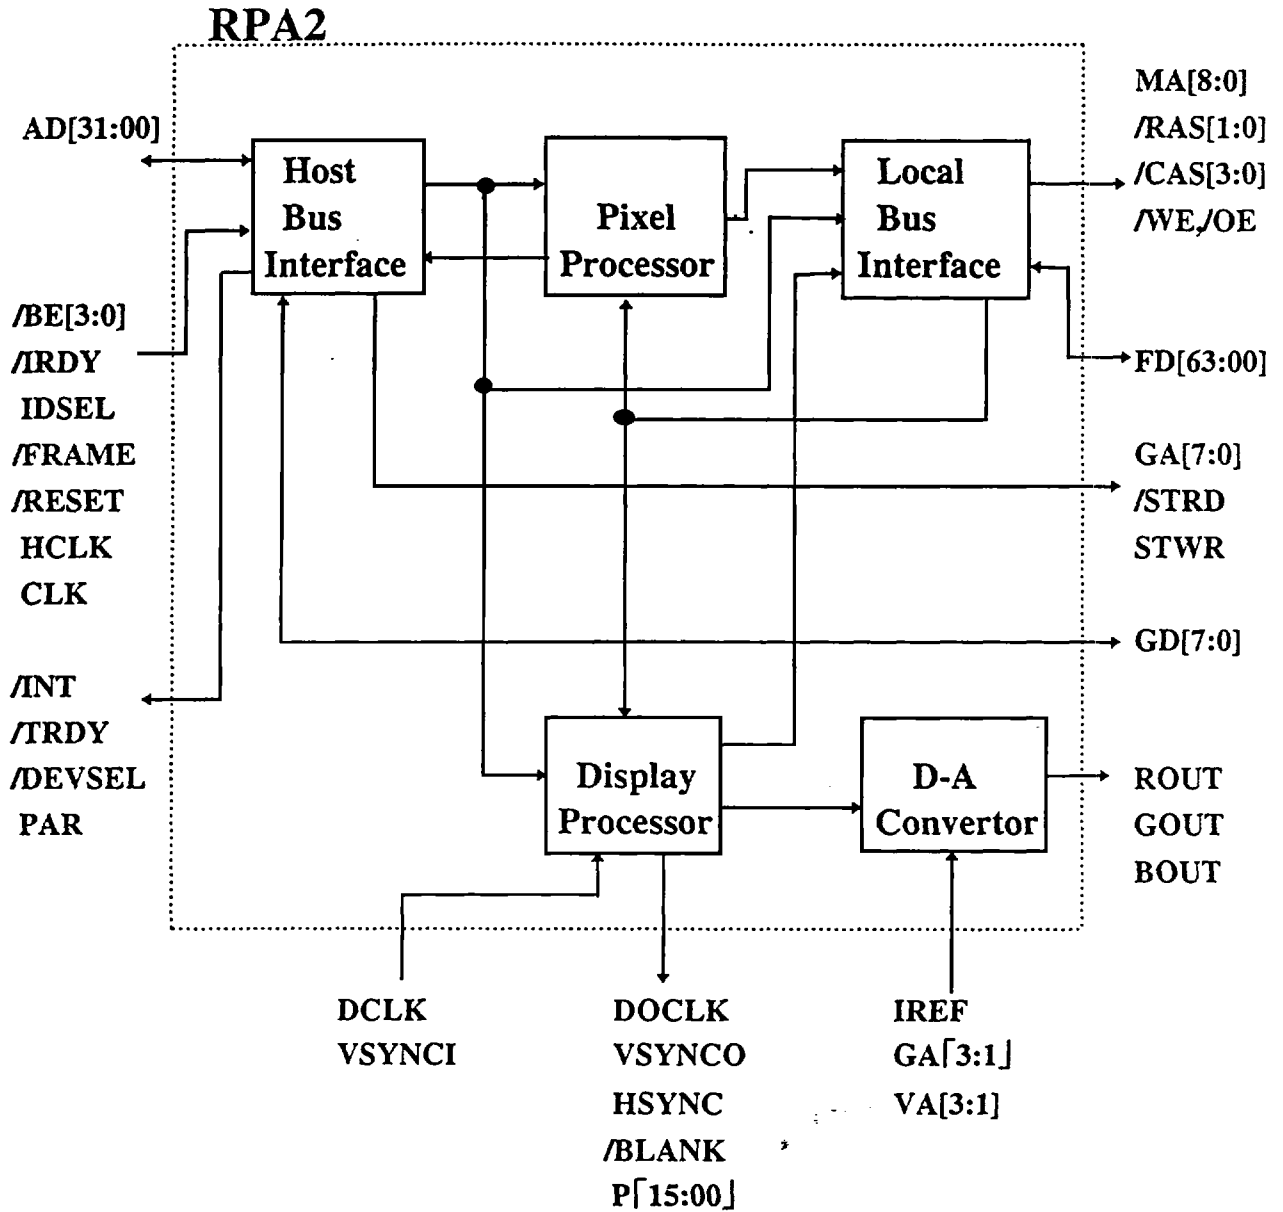 RPA2
AD[31:00]
/BE[3:0]
/IRDY
IDSEL
/FRAME
/RESET
HCLK
CLK
/INT
/TRDY
/DEVSEL
PAR
Host
Bus
Interface
Pixel
Processor
Local
Bus
Interface
Display
Processor
D-A
Convertor
MA[8:0]
/RAS[1:0]
/CAS[3:0]
/WE,/OE
FD[63:00]
GA[7:0]
/STRD
STWR
GD[7:0]
ROUT
GOUT
BOUT
DCLK
VSYNCI
DOCLK
VSYNCO
HSYNC
/BLANK
P⌈15:00⌋
IREF
GA⌈3:1⌋
VA[3:1]